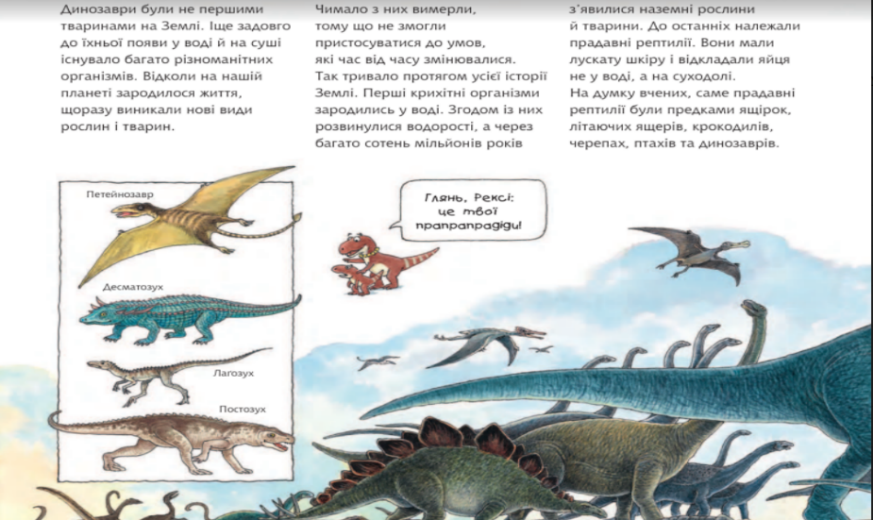 Динозаври були не першими
тваринами на Землі. Іще задовго
до їхньої появи у воді й на суші
існувало багато різноманітних
організмів. Відколи на нашій
планеті зародилося життя,
щоразу виникали нові види
рослин і тварин.
Чимало з них вимерли,
тому що не змогли
пристосуватися до умов,
які час від часу змінювалися.
Так тривало протягом усієї історії
Землі. Перші крихітні організми
зародились у воді. Згодом із них
розвинулися водорості, а через
багато сотень мільйонів років
з’явилися наземні рослини
й тварини. До останніх належали
прадавні рептилії. Вони мали
лускату шкіру і відкладали яйця
не у воді, а на суходолі.
На думку вчених, саме прадавні
рептилії були предками ящірок,
літаючих ящерів, крокодилів,
черепах, птахів та динозаврів.
Петейнозавр
Десматозух
Лагозух
Постозух
Глянь, Рексі:
це твої
прапрапрадіди!